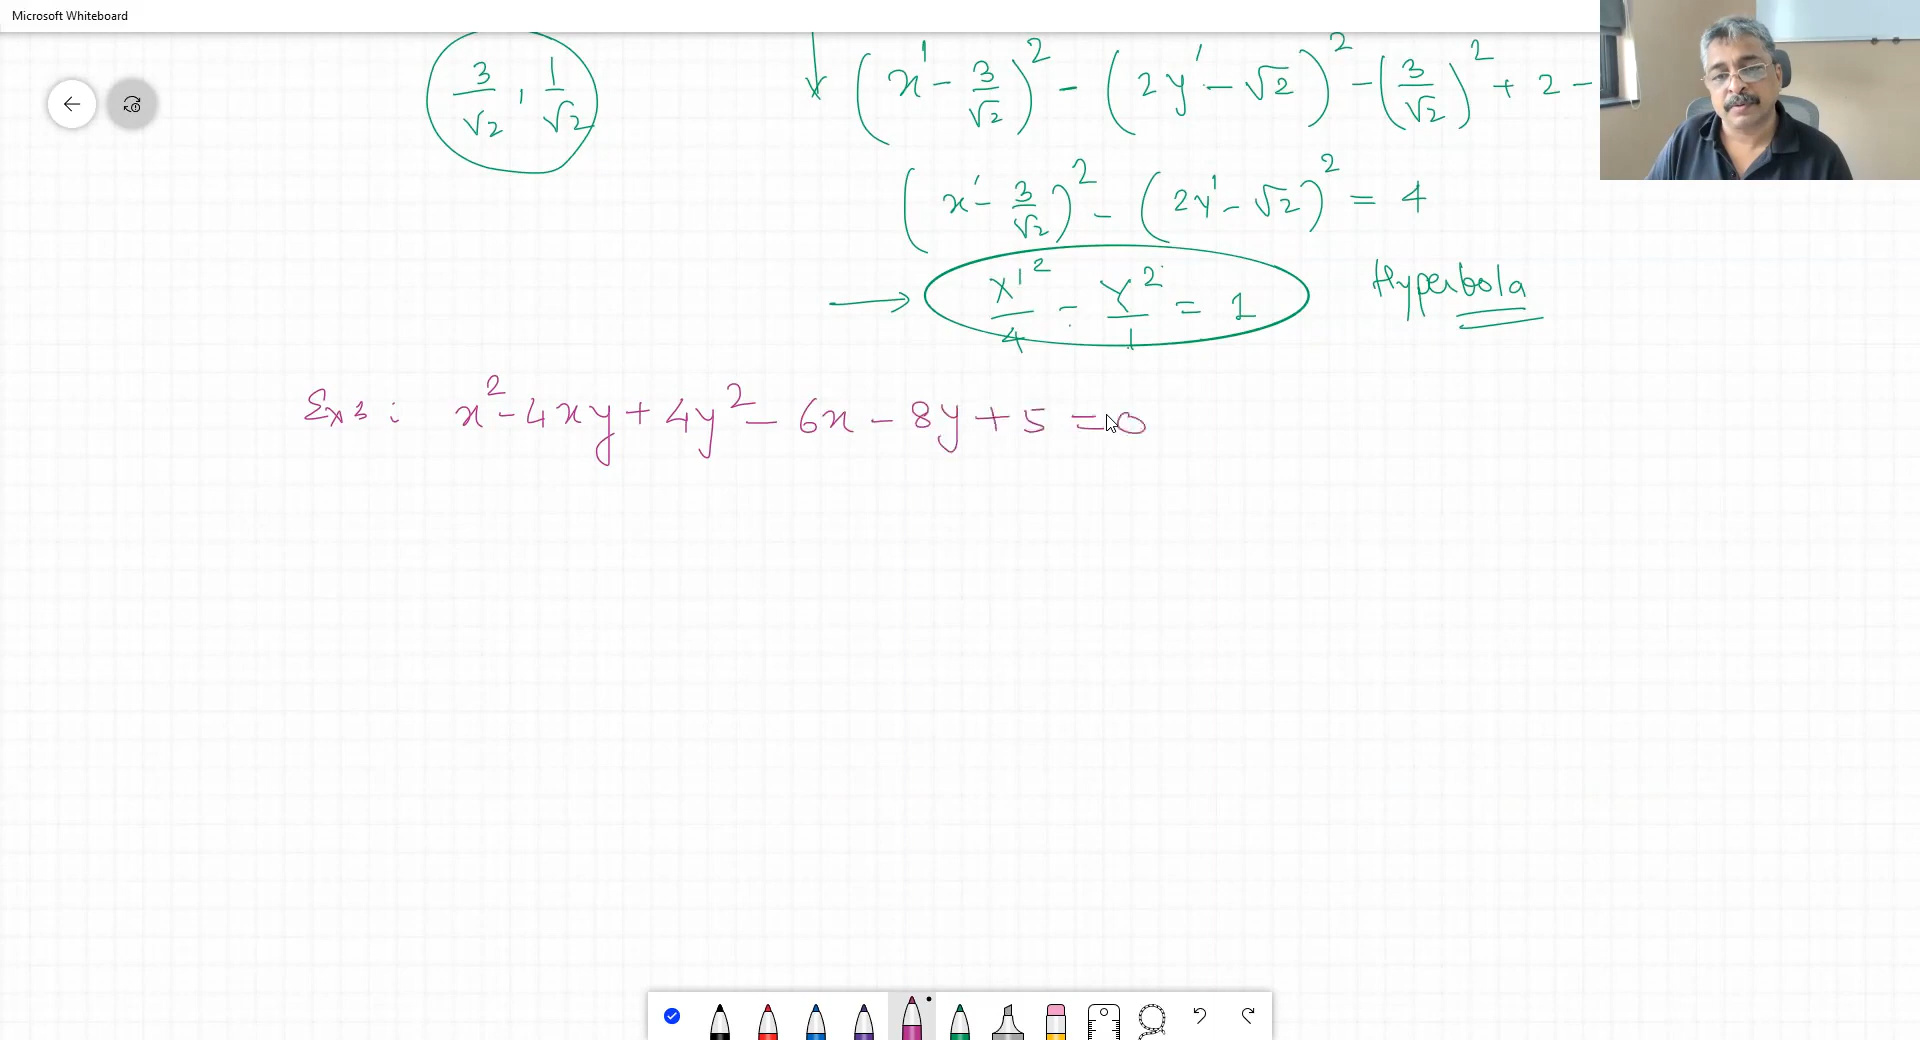 Microsoft Whiteboard
3/√2 , 1/√2
(x' - 3/√2)² - (2y' - √2)² - (3/√2)² + 2 -
(x' - 3/√2)² - (2y' - √2)² = 4
→ X'²/4 - Y²/1 = 1 Hyperbola
Ex 3 : x² - 4xy + 4y² - 6x - 8y + 5 = 0